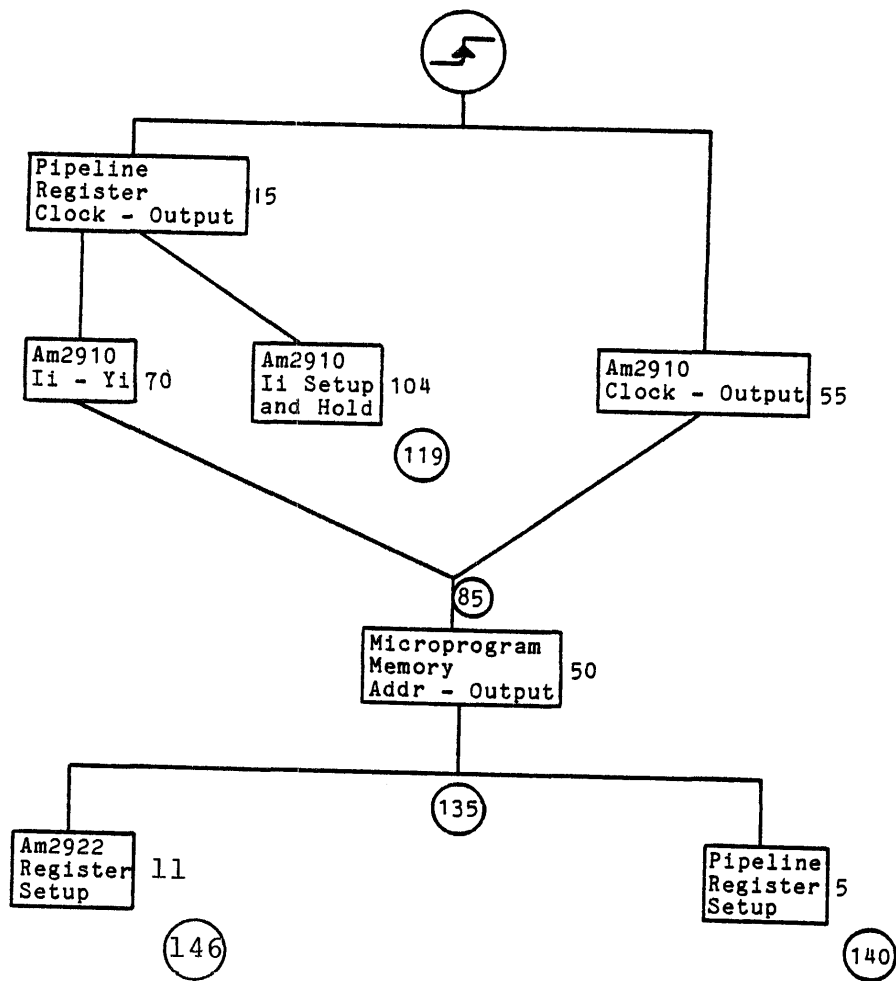 Pipeline
Register
Clock - Output
15
Am2910
Ii - Yi
70
Am2910
Ii Setup
and Hold
104
119
Am2910
Clock - Output
55
85
Microprogram
Memory
Addr - Output
50
135
Am2922
Register
Setup
11
146
Pipeline
Register
Setup
5
140